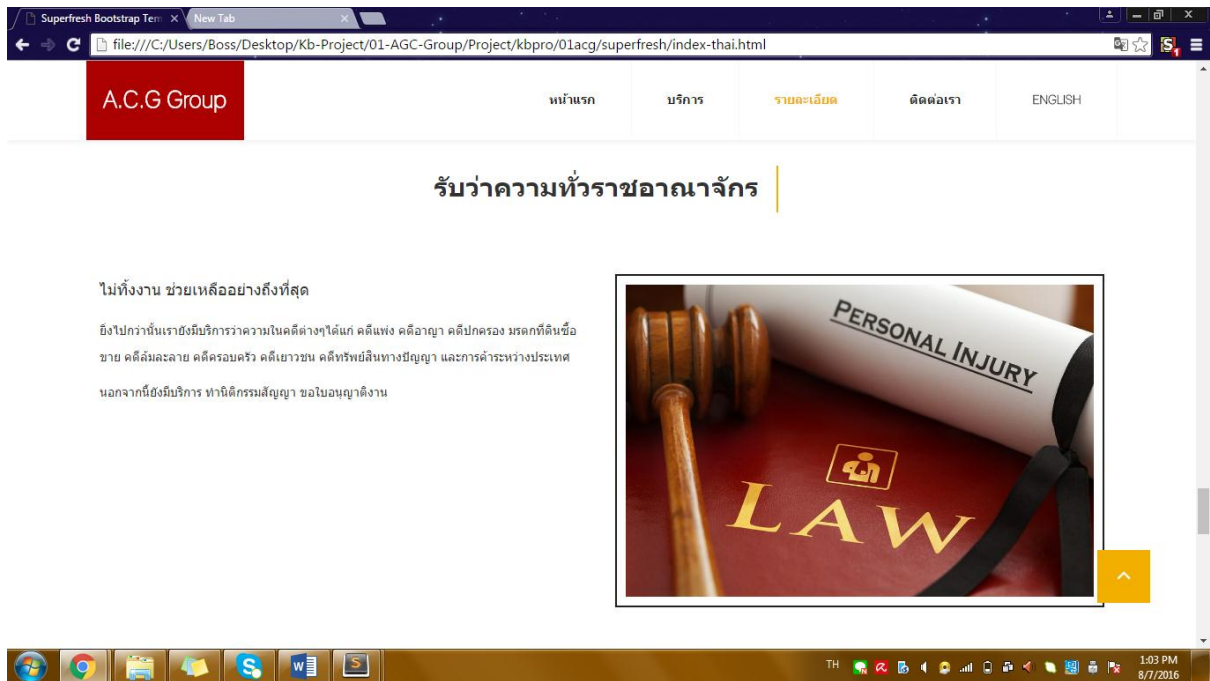 Superfresh Bootstrap Tem
New Tab
file:///C:/Users/Boss/Desktop/Kb-Project/01-AGC-Group/Project/kbpro/01acg/superfresh/index-thai.html
A.C.G Group
หน้าแรก
บริการ
รายละเอียด
ติดต่อเรา
ENGLISH
รับว่าความทั่วราชอาณาจักร
ไม่ทิ้งงาน ช่วยเหลืออย่างถึงที่สุด
ยิ่งไปกว่านั้นเรายังมีบริการว่าความในคดีต่างๆได้แก่ คดีแพ่ง คดีอาญา คดีปกครอง มรดกที่ดินซื้อ
ขาย คดีล้มละลาย คดีครอบครัว คดีเยาวชน คดีทรัพย์สินทางปัญญา และการค้าระหว่างประเทศ
นอกจากนี้ยังมีบริการ ทำนิติกรรมสัญญา ขอใบอนุญาติงาน
PERSONAL INJURY
LAW
TH
1:03 PM
8/7/2016